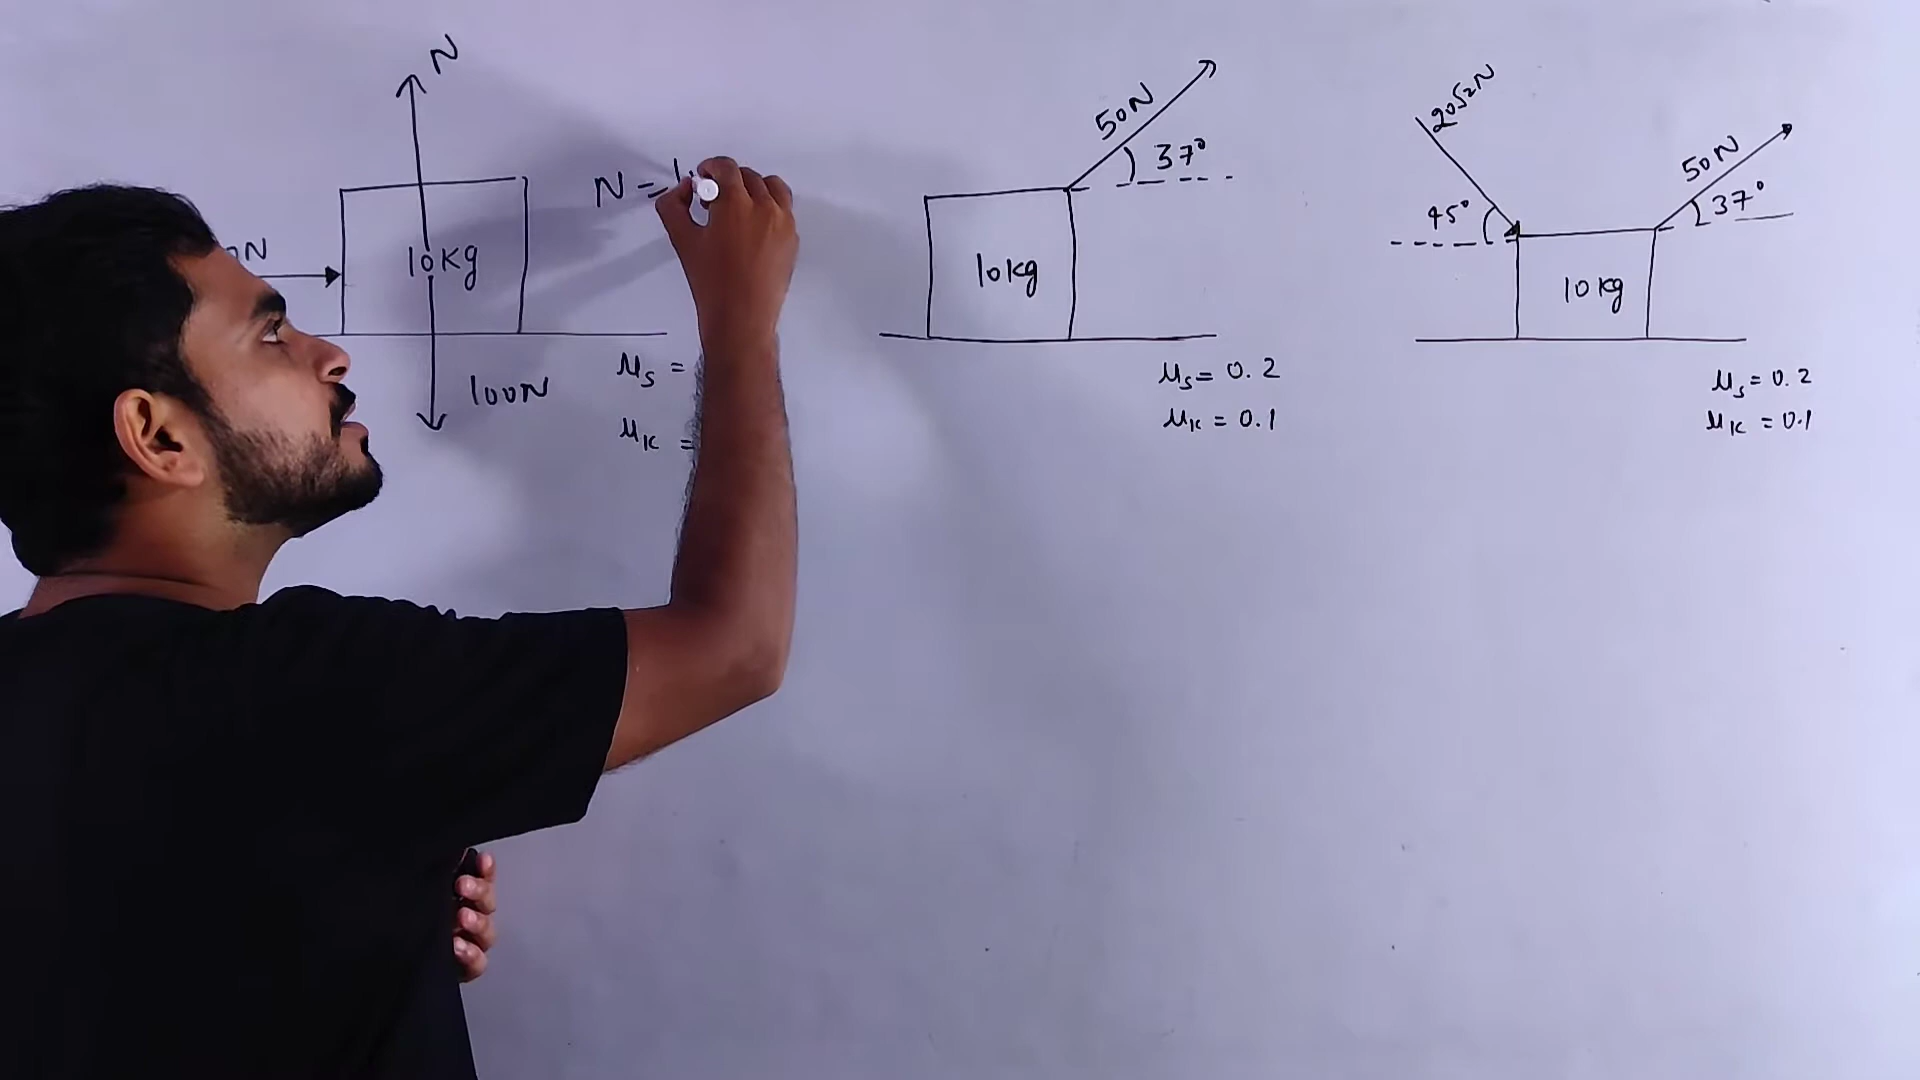 N
N = 1
10kg
100N
μs =
μk =
50N
37°
10kg
μs = 0.2
μk = 0.1
20√2N
45°
50N
37°
10kg
μs = 0.2
μk = 0.1